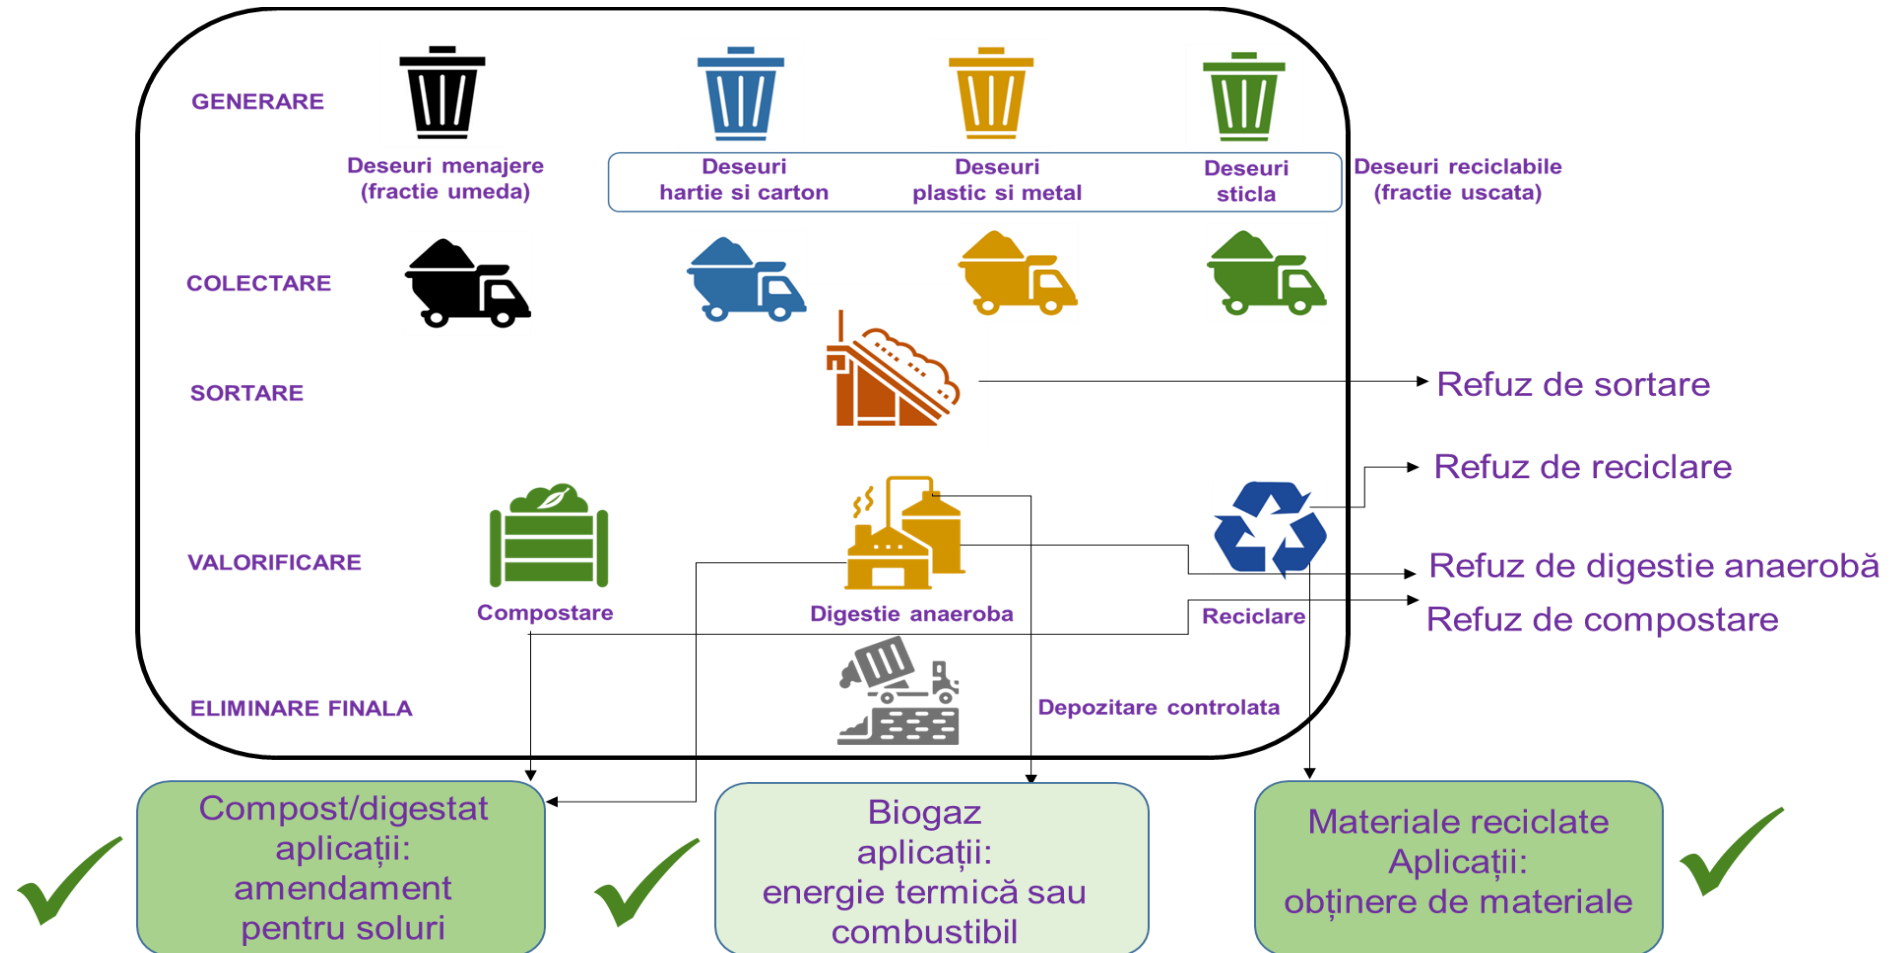 GENERARE
Deseuri menajere
(fractie umeda)
Deseuri
hartie si carton
Deseuri
plastic si metal
Deseuri
sticla
Deseuri reciclabile
(fractie uscata)
COLECTARE
SORTARE
Refuz de sortare
Refuz de reciclare
VALORIFICARE
Compostare
Digestie anaeroba
Reciclare
Refuz de digestie anaerobă
Refuz de compostare
ELIMINARE FINALA
Depozitare controlata
Compost/digestat
aplicații:
amendament
pentru soluri
Biogaz
aplicații:
energie termică sau
combustibil
Materiale reciclate
Aplicații:
obținere de materiale